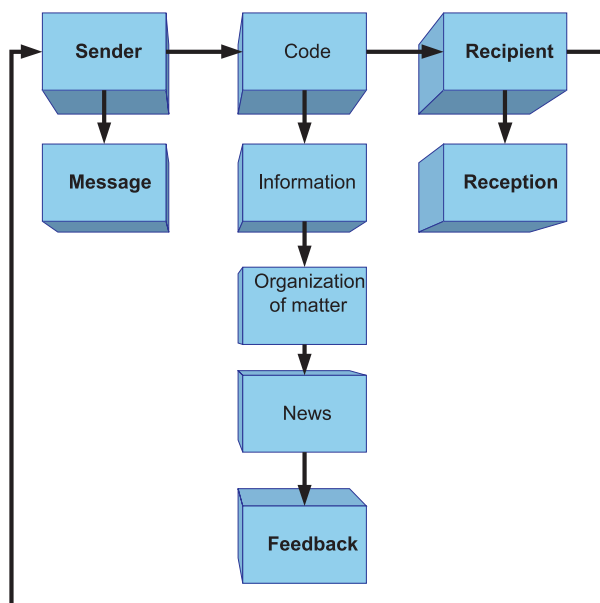 Sender
Code
Recipient
Message
Information
Reception
Organization
of matter
News
Feedback